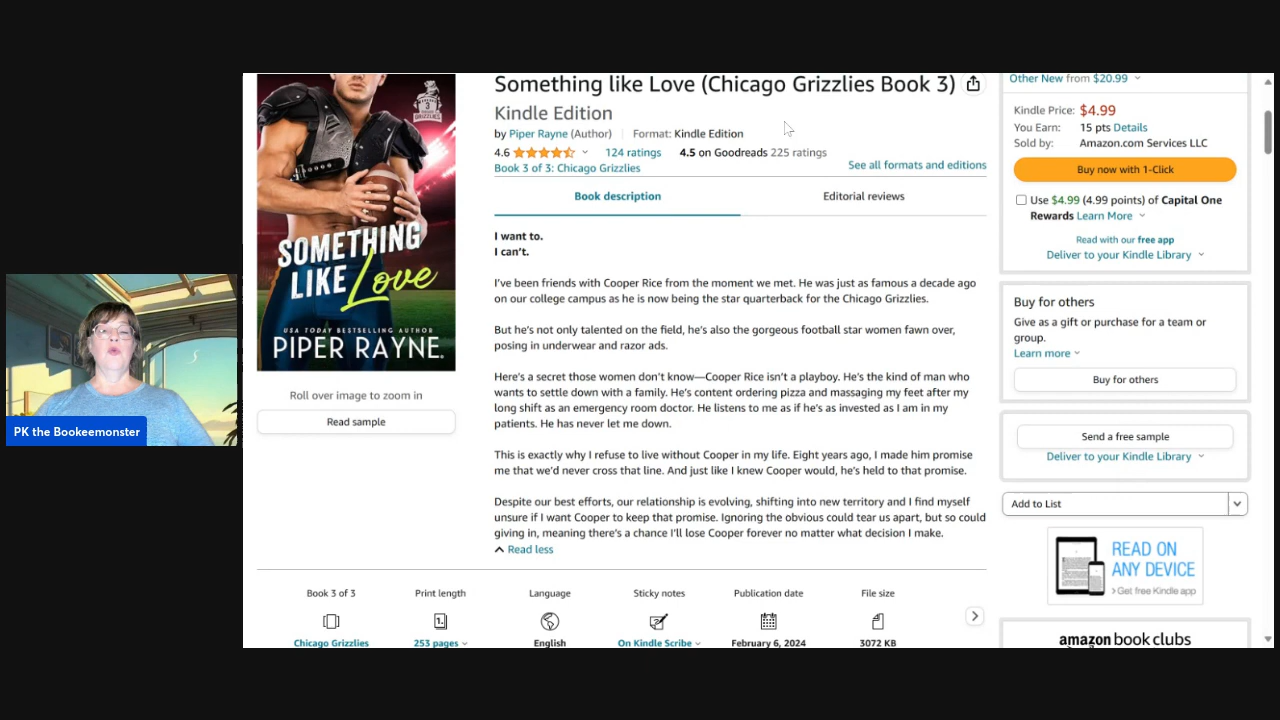 Something like Love (Chicago Grizzlies Book 3)
Kindle Edition
by Piper Rayne (Author) Format: Kindle Edition
4.6 124 ratings 4.5 on Goodreads 225 ratings
Book 3 of 3: Chicago Grizzlies
See all formats and editions
Book description Editorial reviews
I want to.
I can't.
I've been friends with Cooper Rice from the moment we met. He was just as famous a decade ago
on our college campus as he is now being the star quarterback for the Chicago Grizzlies.
But he's not only talented on the field, he's also the gorgeous football star women fawn over,
posing in underwear and razor ads.
Here's a secret those women don't know—Cooper Rice isn't a playboy. He's the kind of man who
wants to settle down with a family. He's content ordering pizza and massaging my feet after my
long shift as an emergency room doctor. He listens to me as if he's as invested as I am in my
patients. He has never let me down.
This is exactly why I refuse to live without Cooper in my life. Eight years ago, I made him promise
me that we'd never cross that line. And just like I knew Cooper would, he's held to that promise.
Despite our best efforts, our relationship is evolving, shifting into new territory and I find myself
unsure if I want Cooper to keep that promise. Ignoring the obvious could tear us apart, but so could
giving in, meaning there's a chance I'll lose Cooper forever no matter what decision I make.
Read less
GRIZZLIES
SOMETHING
LIKE Love
USA TODAY BESTSELLING AUTHOR
PIPER RAYNE.
Roll over image to zoom in
Read sample
PK the Bookeemonster
Book 3 of 3
Chicago Grizzlies
Print length
253 pages
Language
English
Sticky notes
On Kindle Scribe
Publication date
February 6, 2024
File size
3072 KB
Other New from $20.99
Kindle Price: $4.99
You Earn: 15 pts Details
Sold by: Amazon.com Services LLC
Buy now with 1-Click
Use $4.99 (4.99 points) of Capital One
Rewards Learn More
Read with our free app
Deliver to your Kindle Library
Buy for others
Give as a gift or purchase for a team or
group.
Learn more
Buy for others
Send a free sample
Deliver to your Kindle Library
Add to List
READ ON
ANY DEVICE
> Get free Kindle app
amazon book clubs